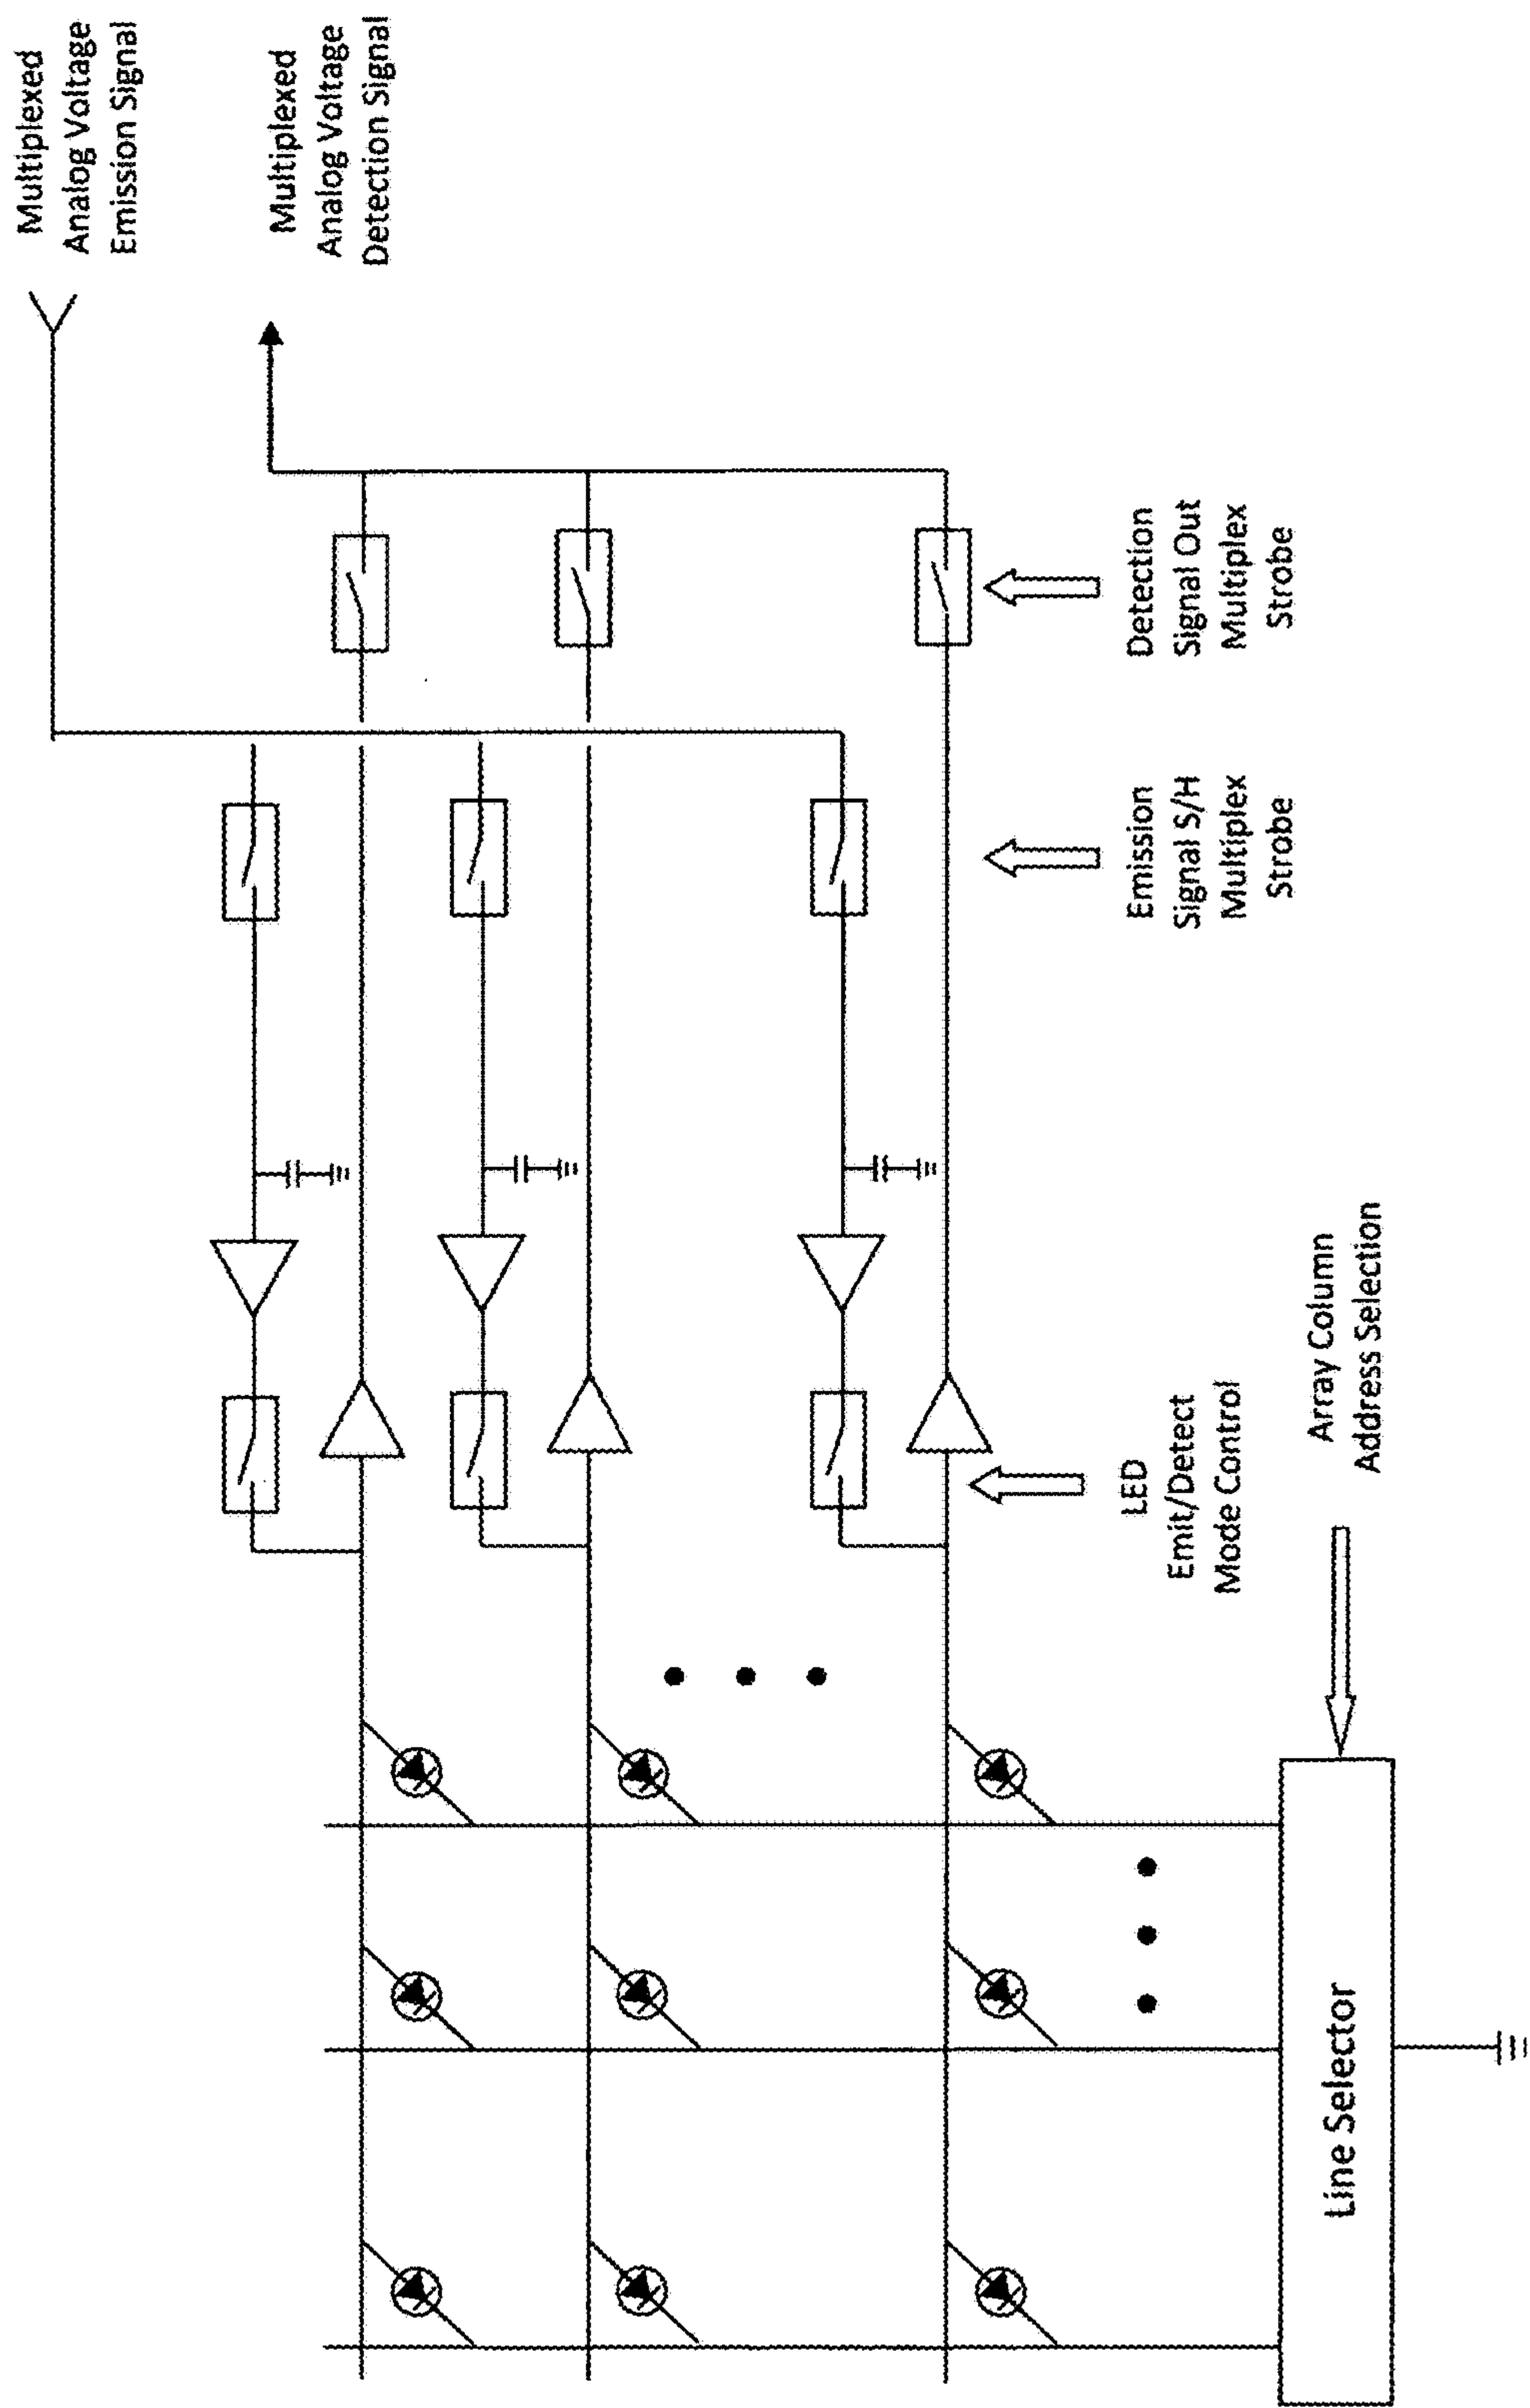 Multiplexed
Analog Voltage
Emission Signal
Multiplexed
Analog Voltage
Detection Signal
Detection
Signal Out
Multiplex
Strobe
Emission
Signal S/H
Multiplex
Strobe
LED
Emit/Detect
Mode Control
Array Column
Address Selection
Line Selector